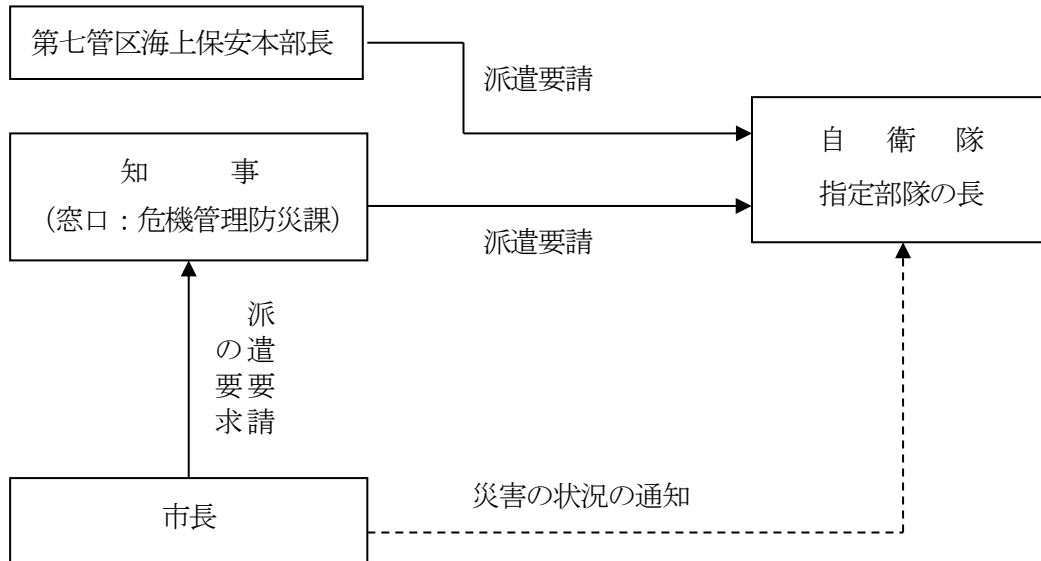 第七管区海上保安本部長
派遣要請
自 衛 隊
指定部隊の長
知 事
（窓口：危機管理防災課）
派遣要請
派遣要請
の要求
市長
災害の状況の通知